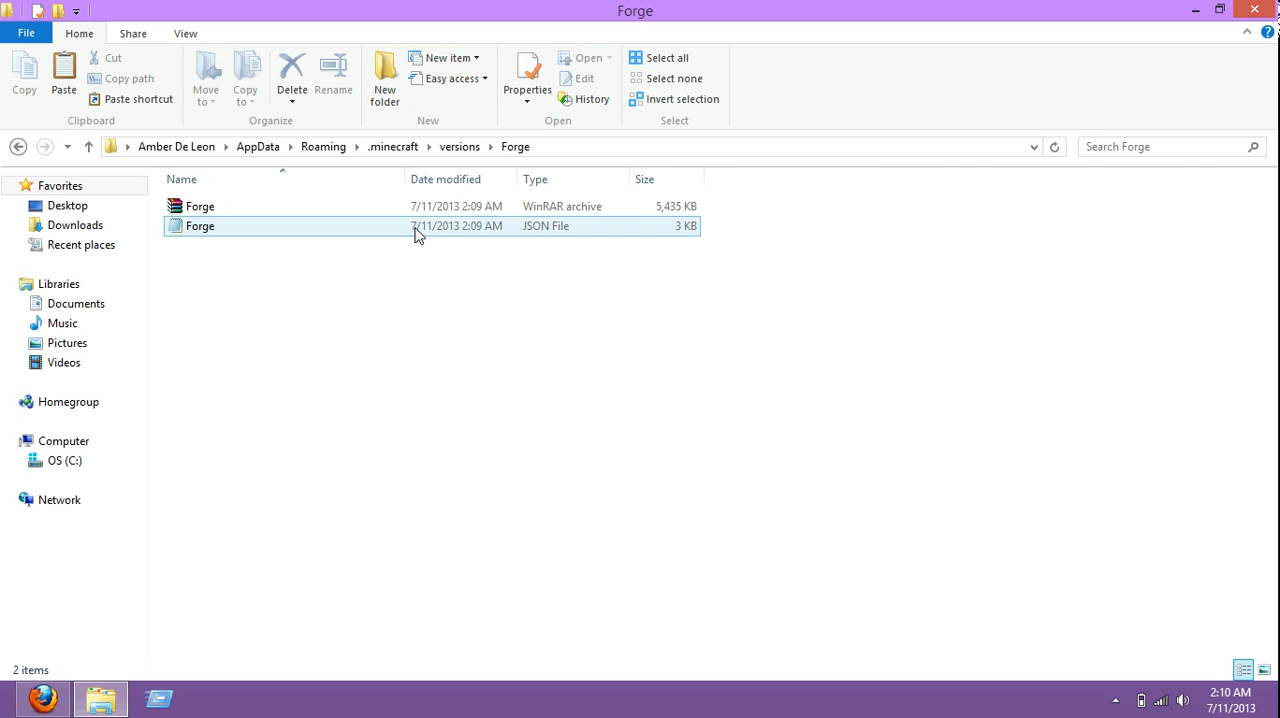 Forge
File Home Share View
Copy
Paste
Cut
Copy path
Paste shortcut
Clipboard
Move to
Copy to
Delete
Rename
Organize
New folder
New item
Easy access
New
Properties
Open
Edit
History
Open
Select all
Select none
Invert selection
Select
Amber De Leon AppData Roaming .minecraft versions Forge
Search Forge
Favorites
Desktop
Downloads
Recent places
Libraries
Documents
Music
Pictures
Videos
Homegroup
Computer
OS (C:)
Network
Name Date modified Type Size
Forge 7/11/2013 2:09 AM WinRAR archive 5,435 KB
Forge 7/11/2013 2:09 AM JSON File 3 KB
2 items
2:10 AM
7/11/2013